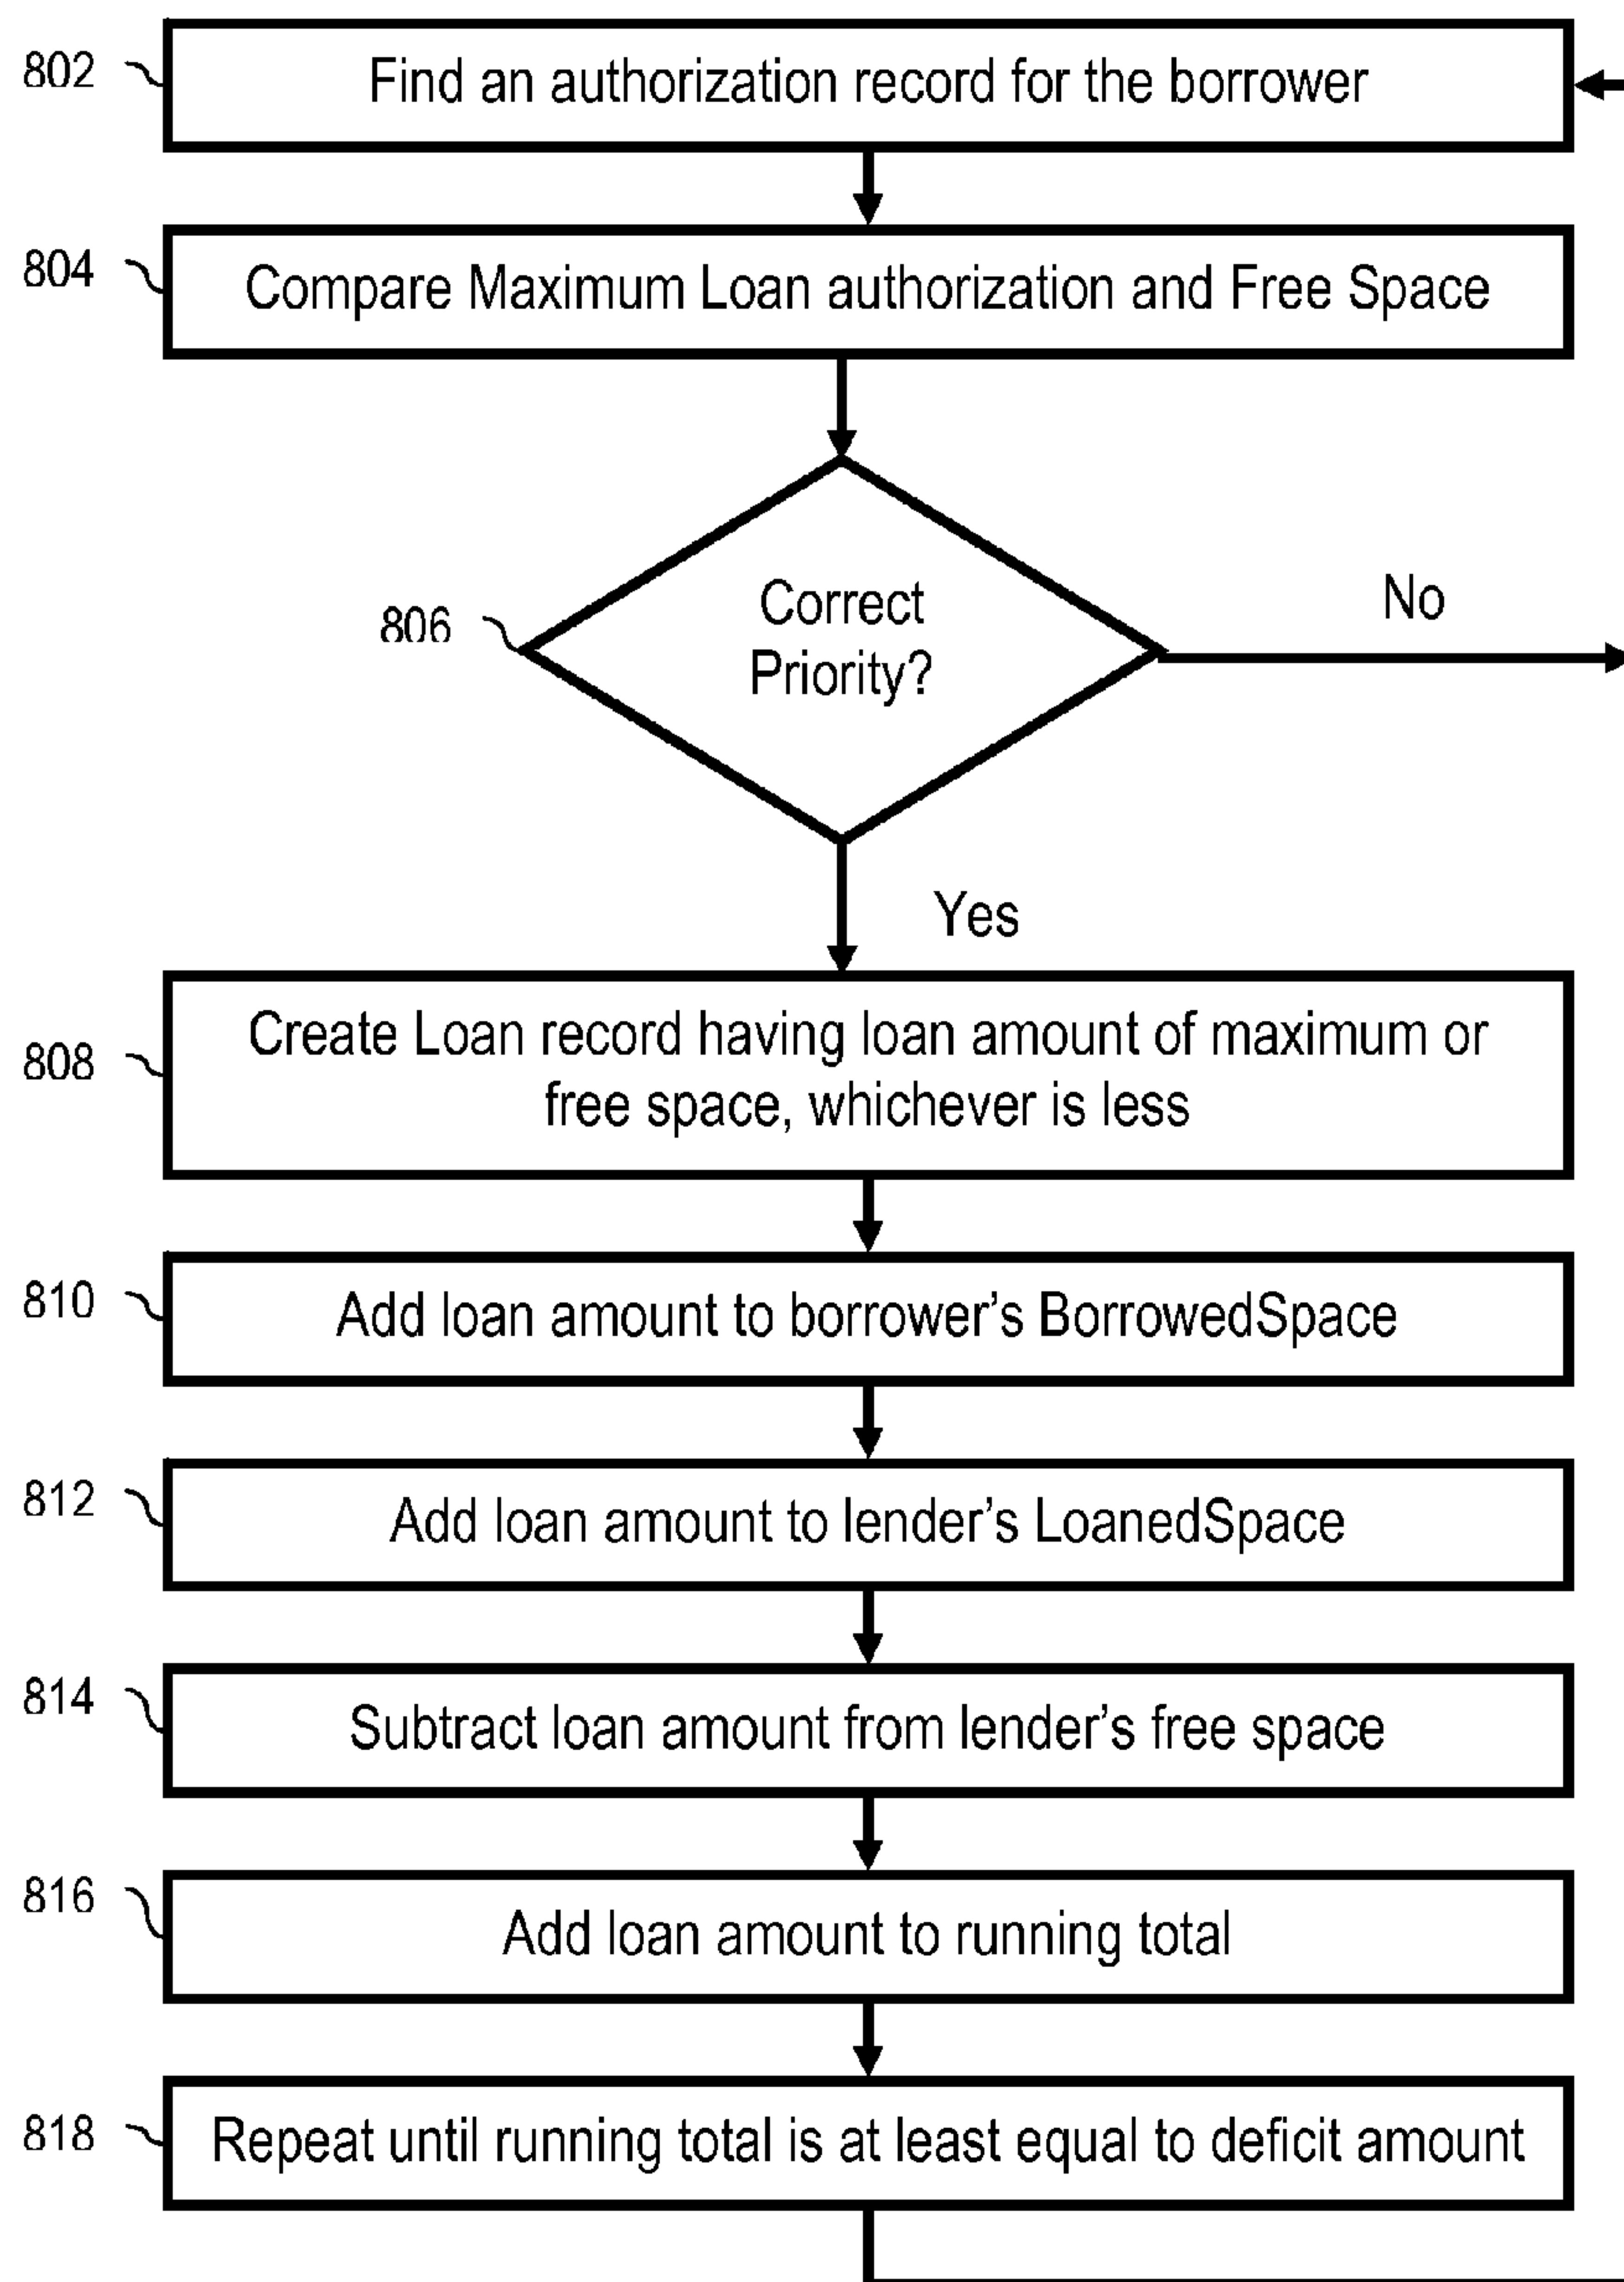 802
Find an authorization record for the borrower
804
Compare Maximum Loan authorization and Free Space
806
Correct
Priority?
No
Yes
808
Create Loan record having loan amount of maximum or
free space, whichever is less
810
Add loan amount to borrower's BorrowedSpace
812
Add loan amount to lender's LoanedSpace
814
Subtract loan amount from lender's free space
816
Add loan amount to running total
818
Repeat until running total is at least equal to deficit amount